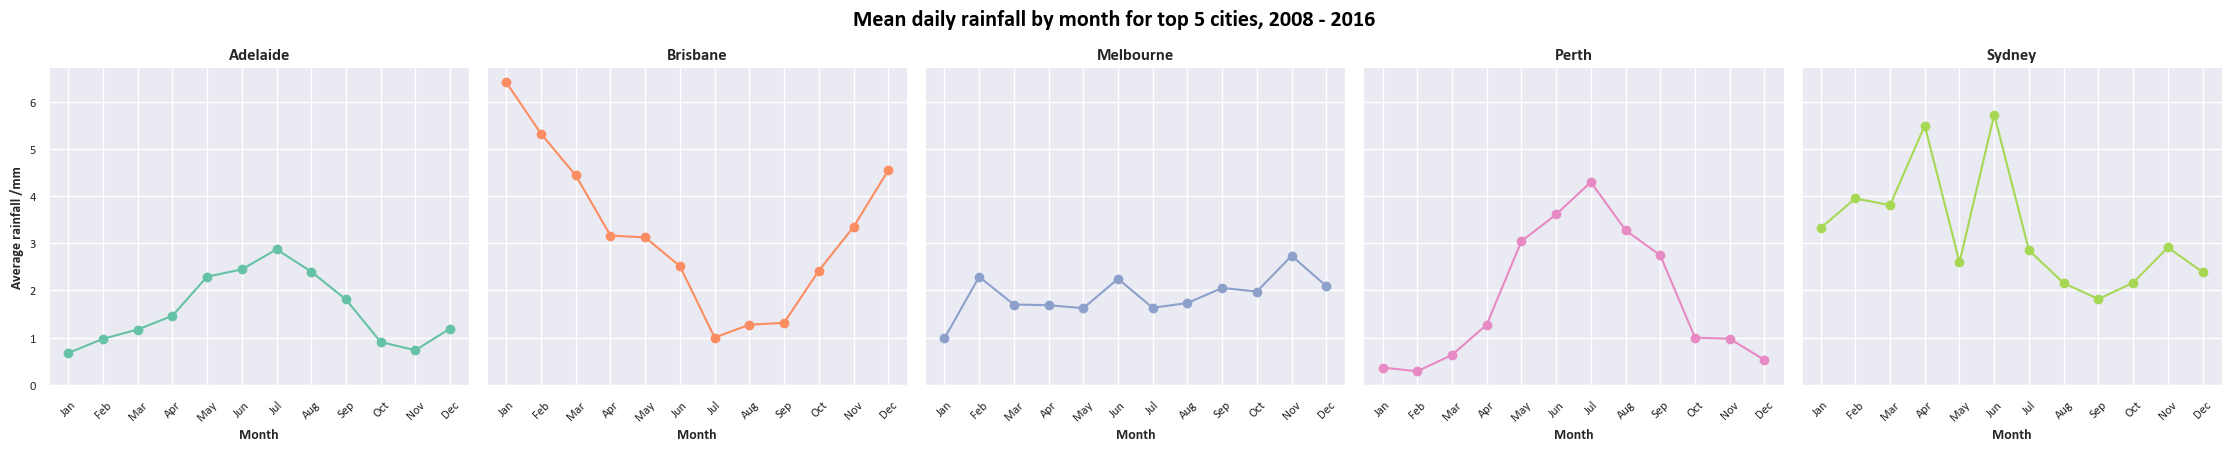 Mean daily rainfall by month for top 5 cities, 2008 - 2016
Adelaide
Brisbane
Melbourne
Perth
Sydney
Average rainfall /mm
6
5
4
3
2
1
0
Jan Feb Mar Apr May Jun Jul Aug Sep Oct Nov Dec
Month
Jan Feb Mar Apr May Jun Jul Aug Sep Oct Nov Dec
Month
Jan Feb Mar Apr May Jun Jul Aug Sep Oct Nov Dec
Month
Jan Feb Mar Apr May Jun Jul Aug Sep Oct Nov Dec
Month
Jan Feb Mar Apr May Jun Jul Aug Sep Oct Nov Dec
Month